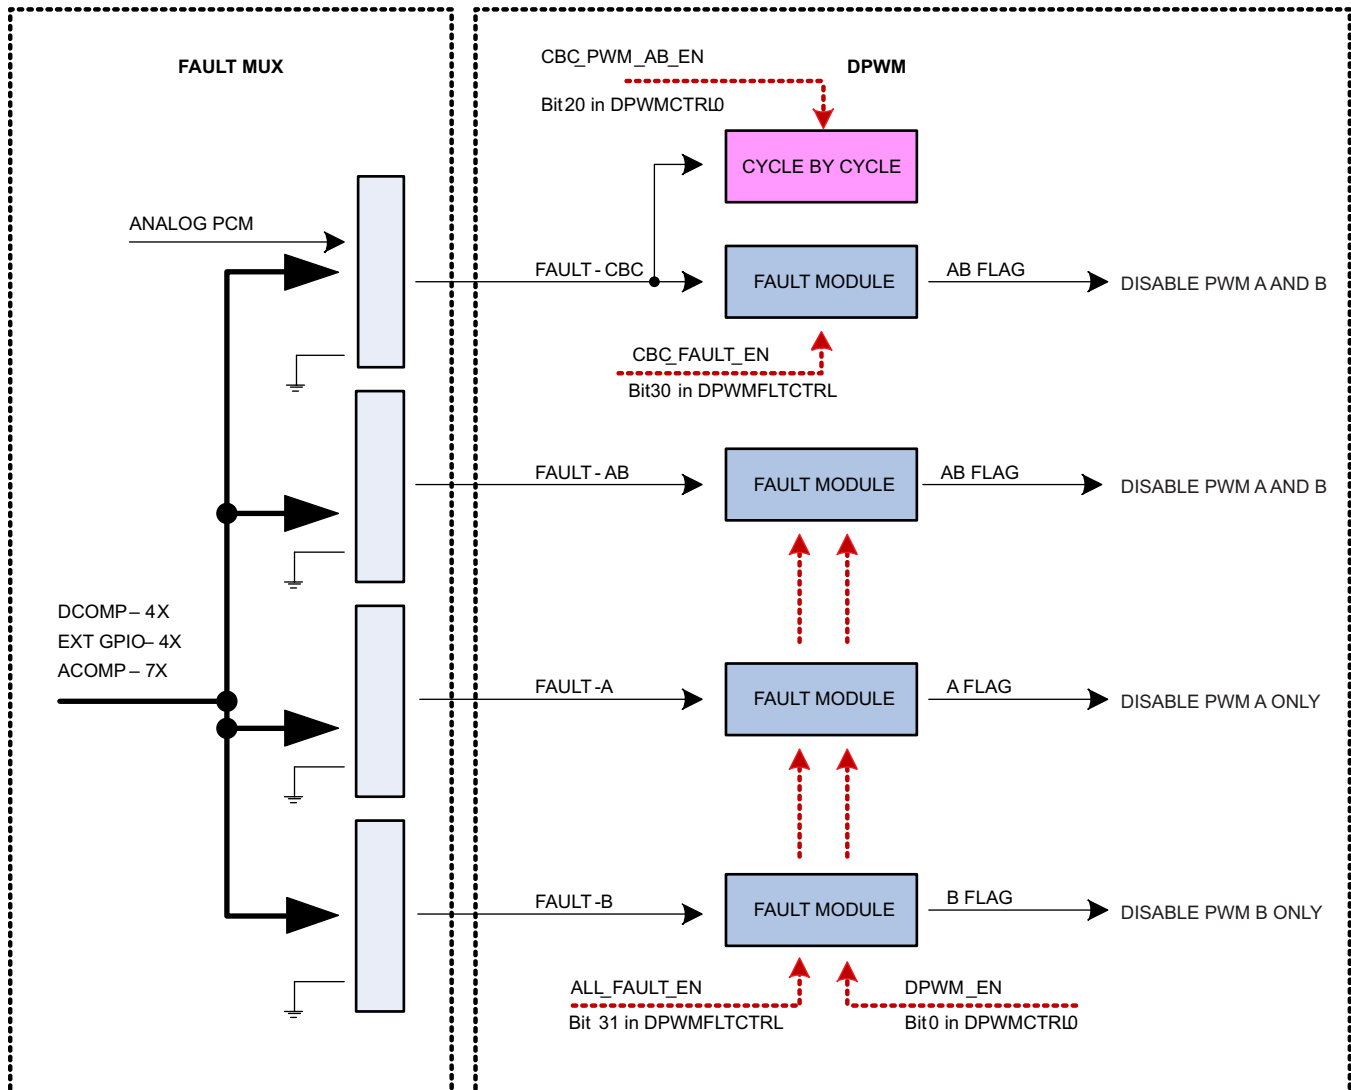 FAULT MUX
DPWM
CBC_PWM_AB_EN
Bit20 in DPWMCTRL0
CYCLE BY CYCLE
ANALOG PCM
FAULT - CBC
FAULT MODULE
AB FLAG
DISABLE PWM A AND B
CBC_FAULT_EN
Bit30 in DPWMFLTCTRL
FAULT - AB
FAULT MODULE
AB FLAG
DISABLE PWM A AND B
DCOMP – 4X
EXT GPIO – 4X
ACOMP – 7X
FAULT -A
FAULT MODULE
A FLAG
DISABLE PWM A ONLY
FAULT -B
FAULT MODULE
B FLAG
DISABLE PWM B ONLY
ALL_FAULT_EN
Bit 31 in DPWMFLTCTRL
DPWM_EN
Bit0 in DPWMCTRL0